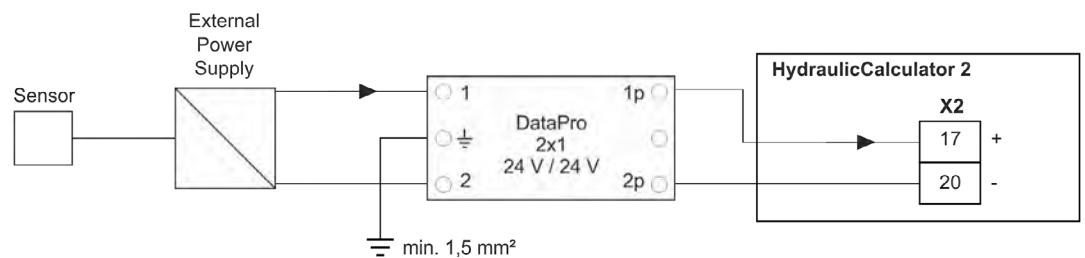 External
Power
Supply
Sensor
HydraulicCalculator 2
X2
1
1p
DataPro
2x1
24 V / 24 V
17
+
2
2p
20
-
min. 1,5 mm²